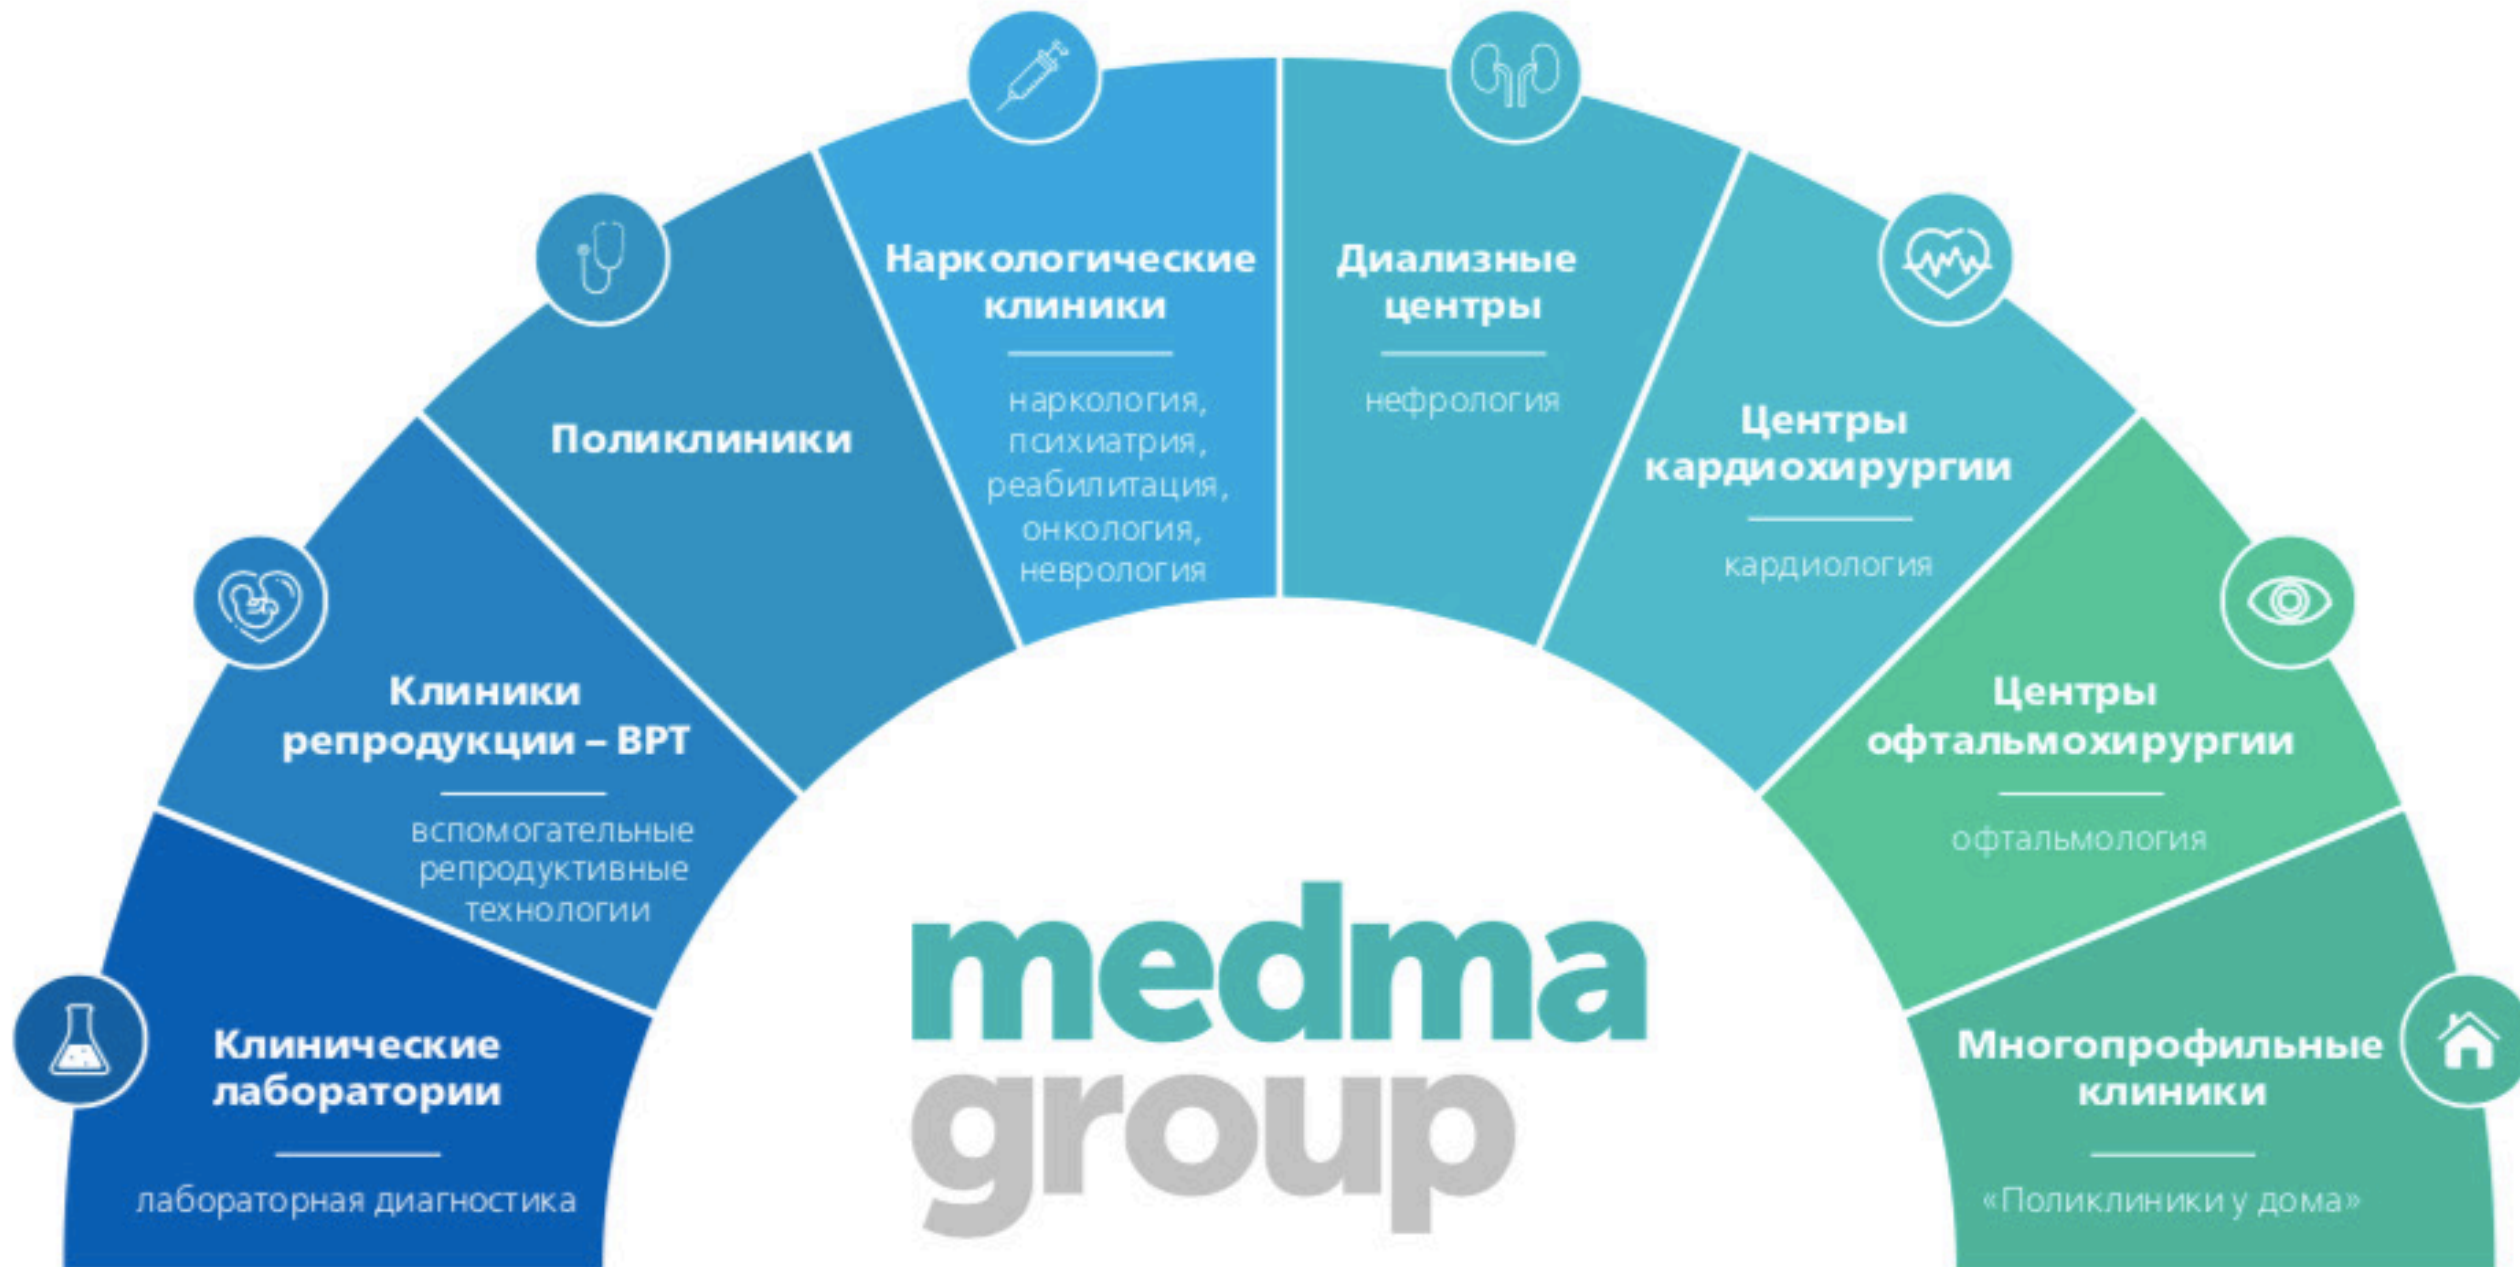 Клинические
лаборатории
лабораторная диагностика
Клиники
репродукции – ВРТ
вспомогательные
репродуктивные
технологии
Поликлиники
Наркологические
клиники
наркология,
психиатрия,
реабилитация,
онкология,
неврология
Диализные
центры
нефрология
Центры
кардиохирургии
кардиология
Центры
офтальмохирургии
офтальмология
Многопрофильные
клиники
«Поликлиники у дома»
medma
group